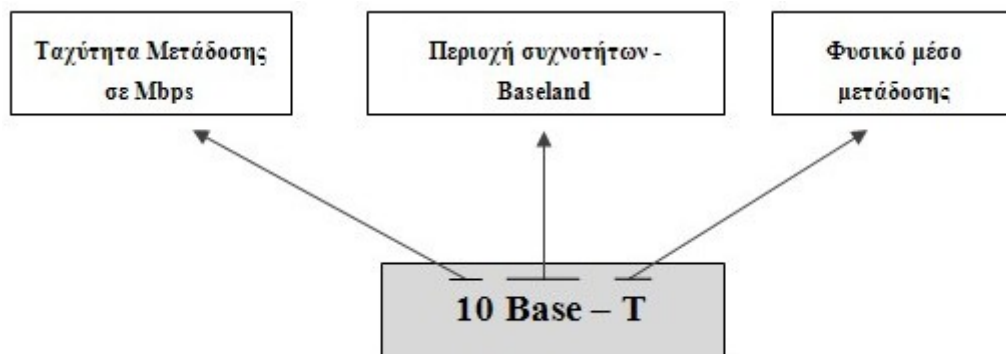 Ταχύτητα Μετάδοσης
σε Mbps
Περιοχή συχνοτήτων -
Baseland
Φυσικό μέσο
μετάδοσης
10 Base – T